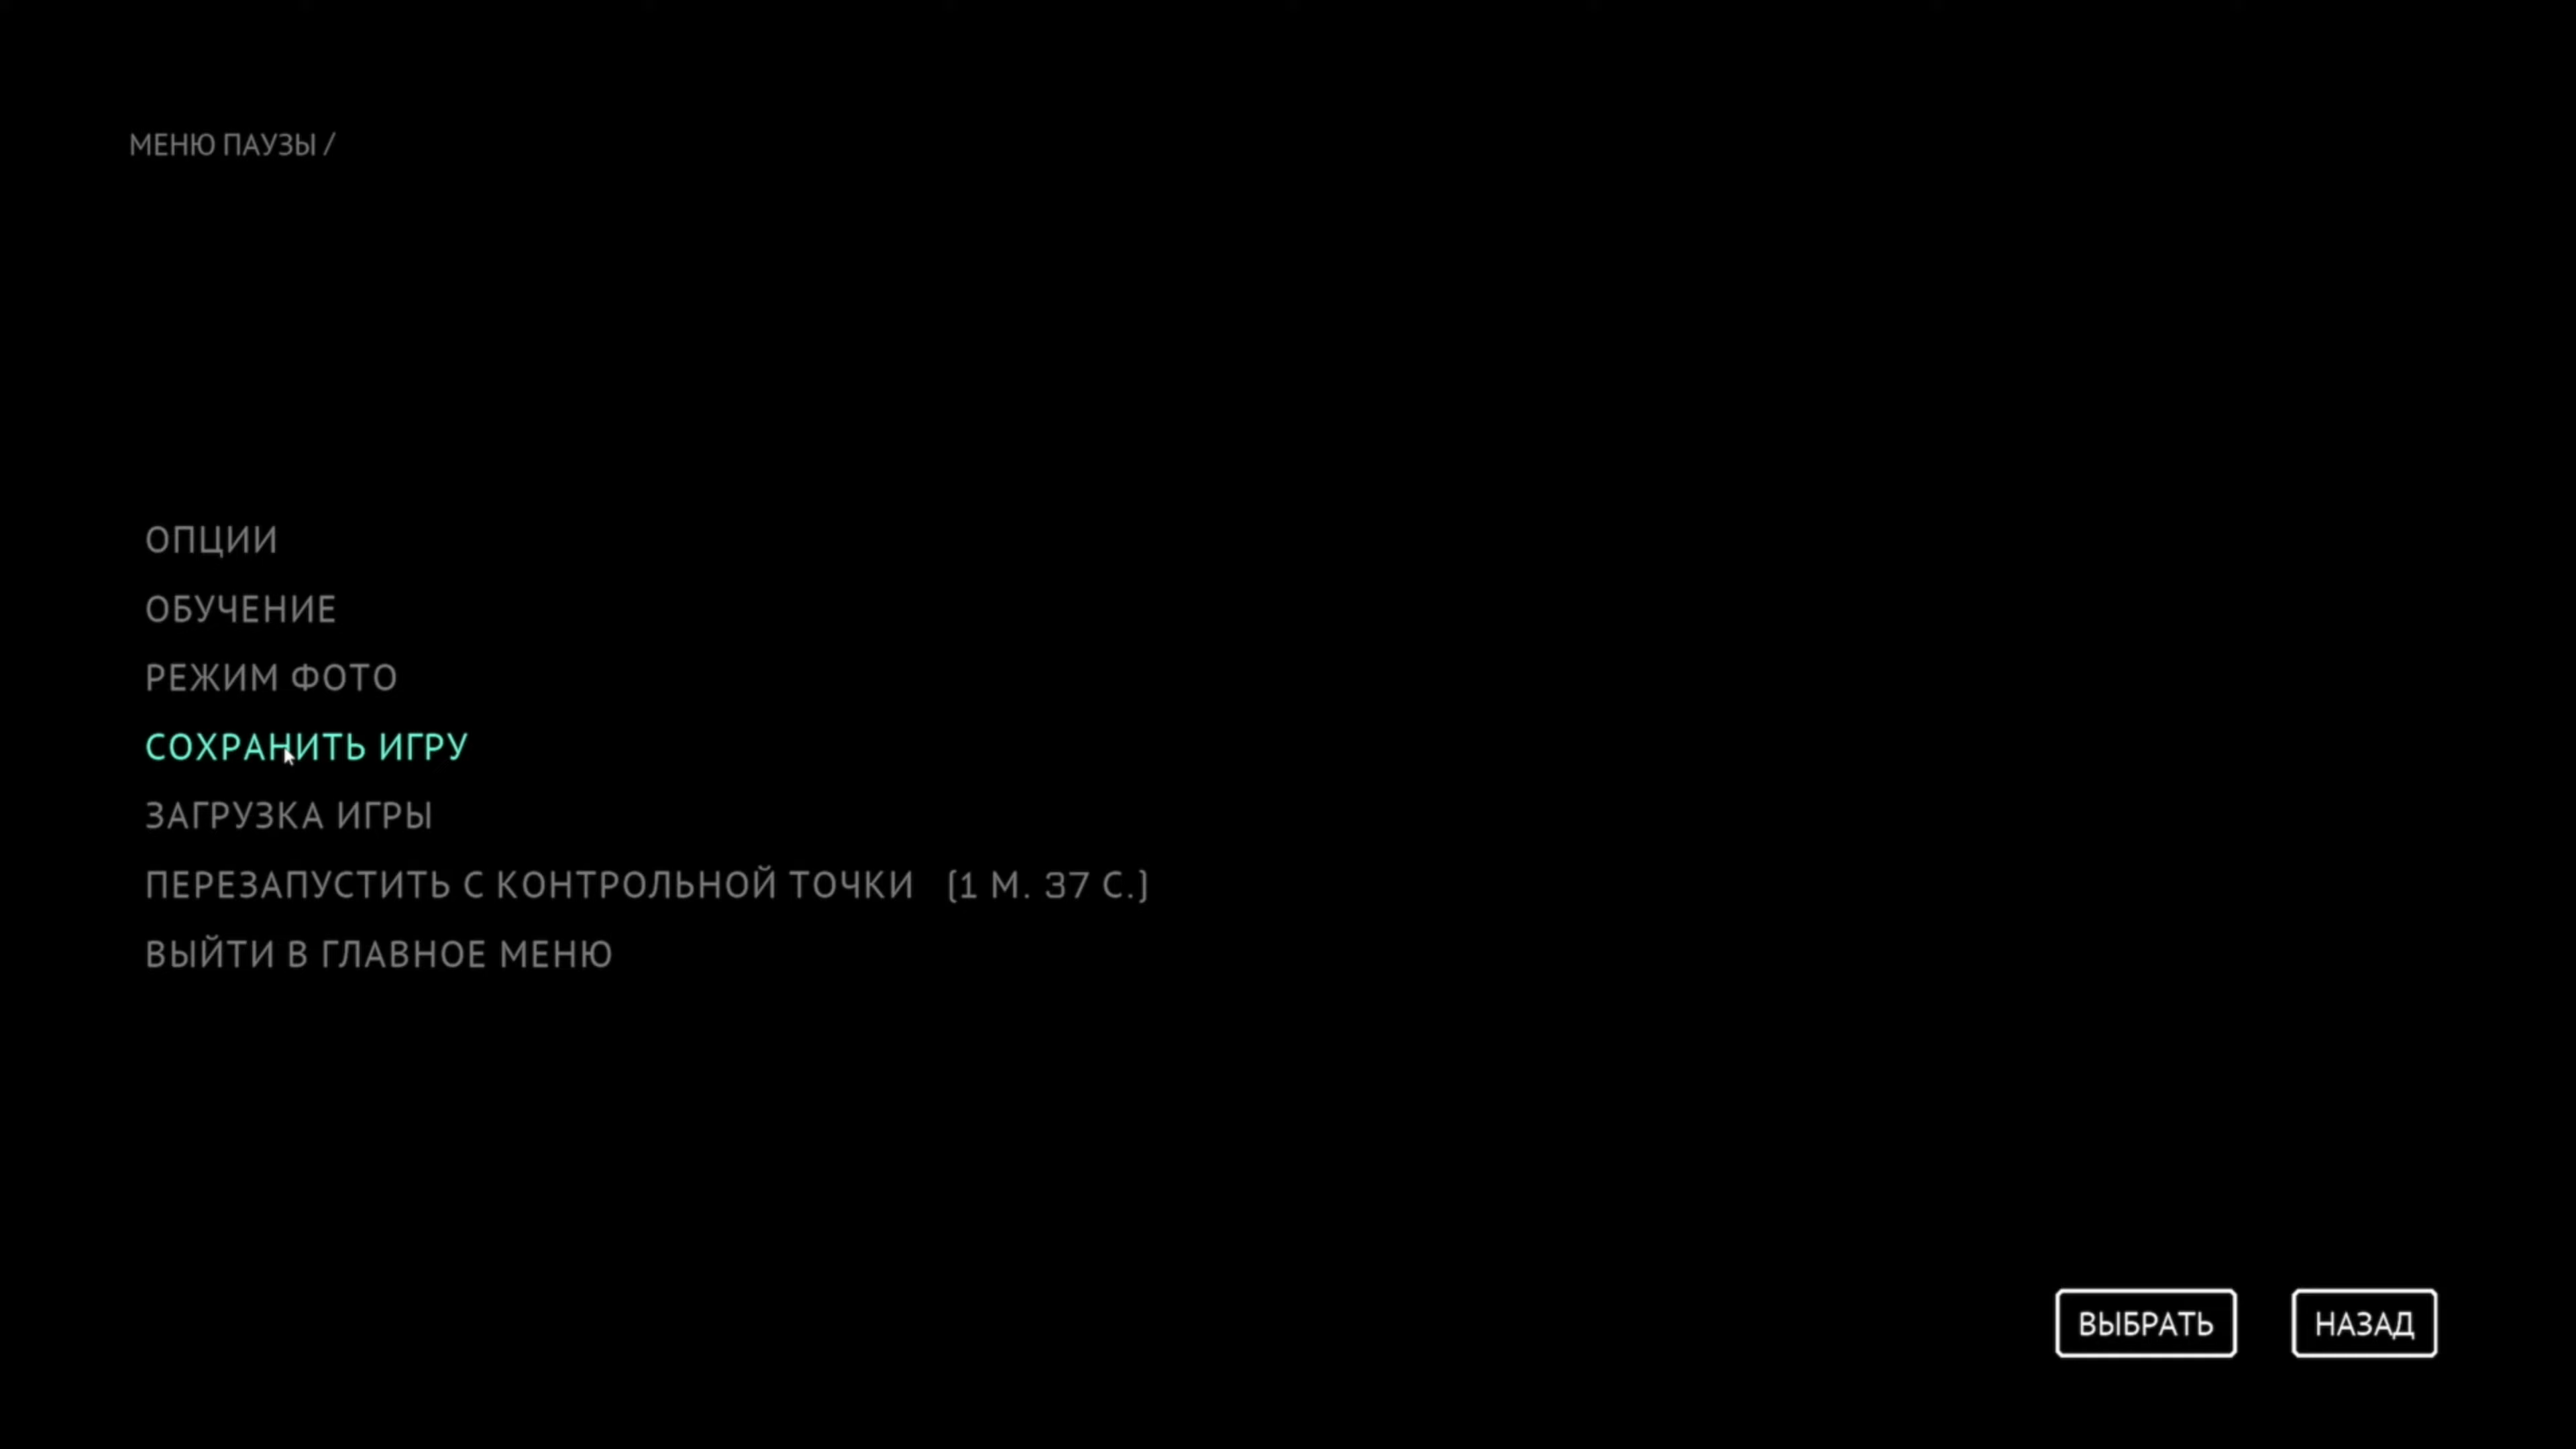 МЕНЮ ПАУЗЫ /
ОПЦИИ
ОБУЧЕНИЕ
РЕЖИМ ФОТО
СОХРАНИТЬ ИГРУ
ЗАГРУЗКА ИГРЫ
ПЕРЕЗАПУСТИТЬ С КОНТРОЛЬНОЙ ТОЧКИ (1 М. 37 С.)
ВЫЙТИ В ГЛАВНОЕ МЕНЮ
ВЫБРАТЬ НАЗАД